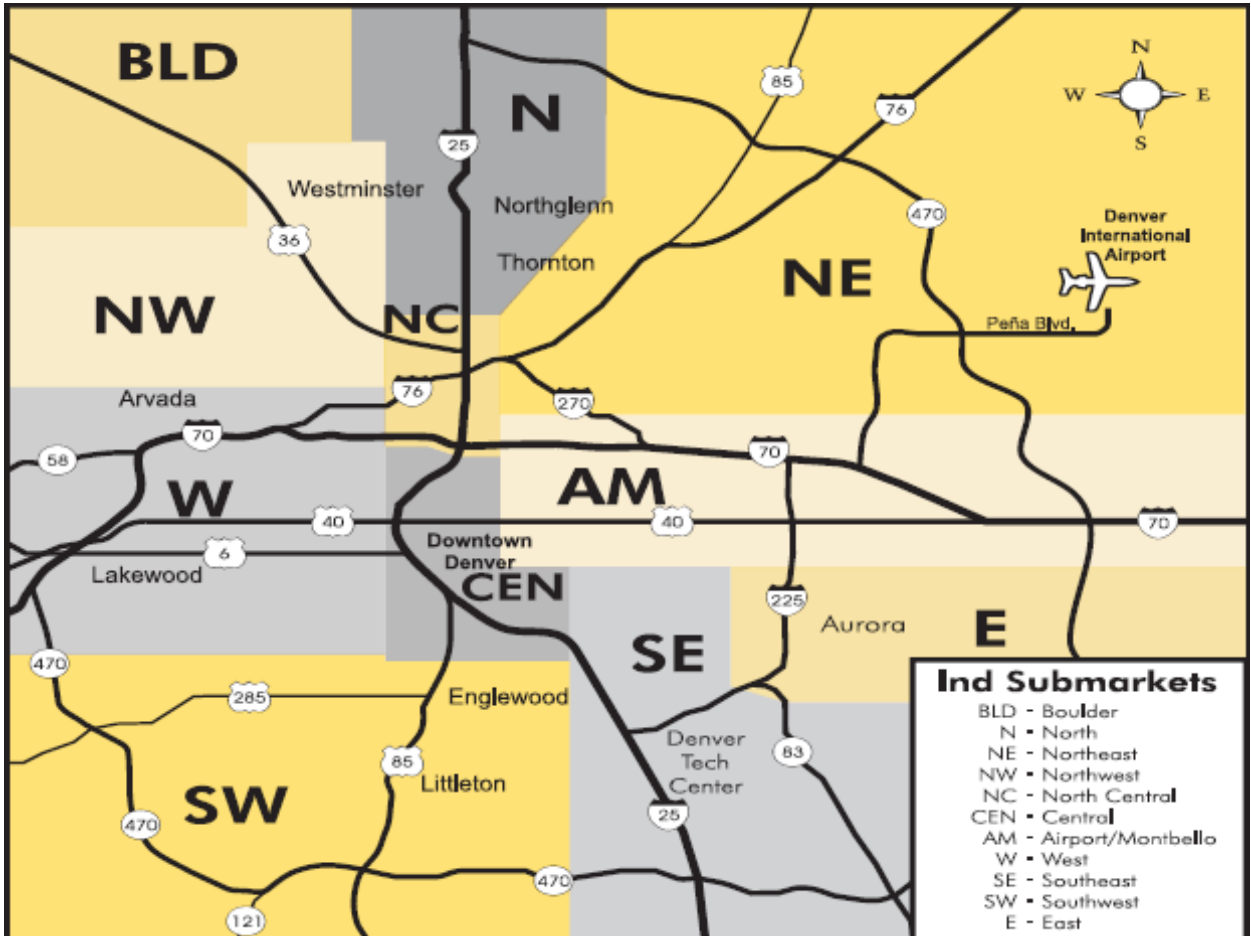 BLD
N
85
N
76
W
E
25
S
Westminster
Northglenn
470
Denver
International
Airport
36
Thornton
NE
NW
NC
Peña Blvd.
Arvada
76
270
70
58
70
W
AM
40
40
70
6
Downtown
Denver
Lakewood
CEN
225
Aurora
E
SE
470
285
Englewood
Denver
Tech
Center
83
85
Littleton
SW
25
470
470
121
Ind Submarkets
BLD - Boulder
N - North
NE - Northeast
NW - Northwest
NC - North Central
CEN - Central
AM - Airport/Montbello
W - West
SE - Southeast
SW - Southwest
E - East